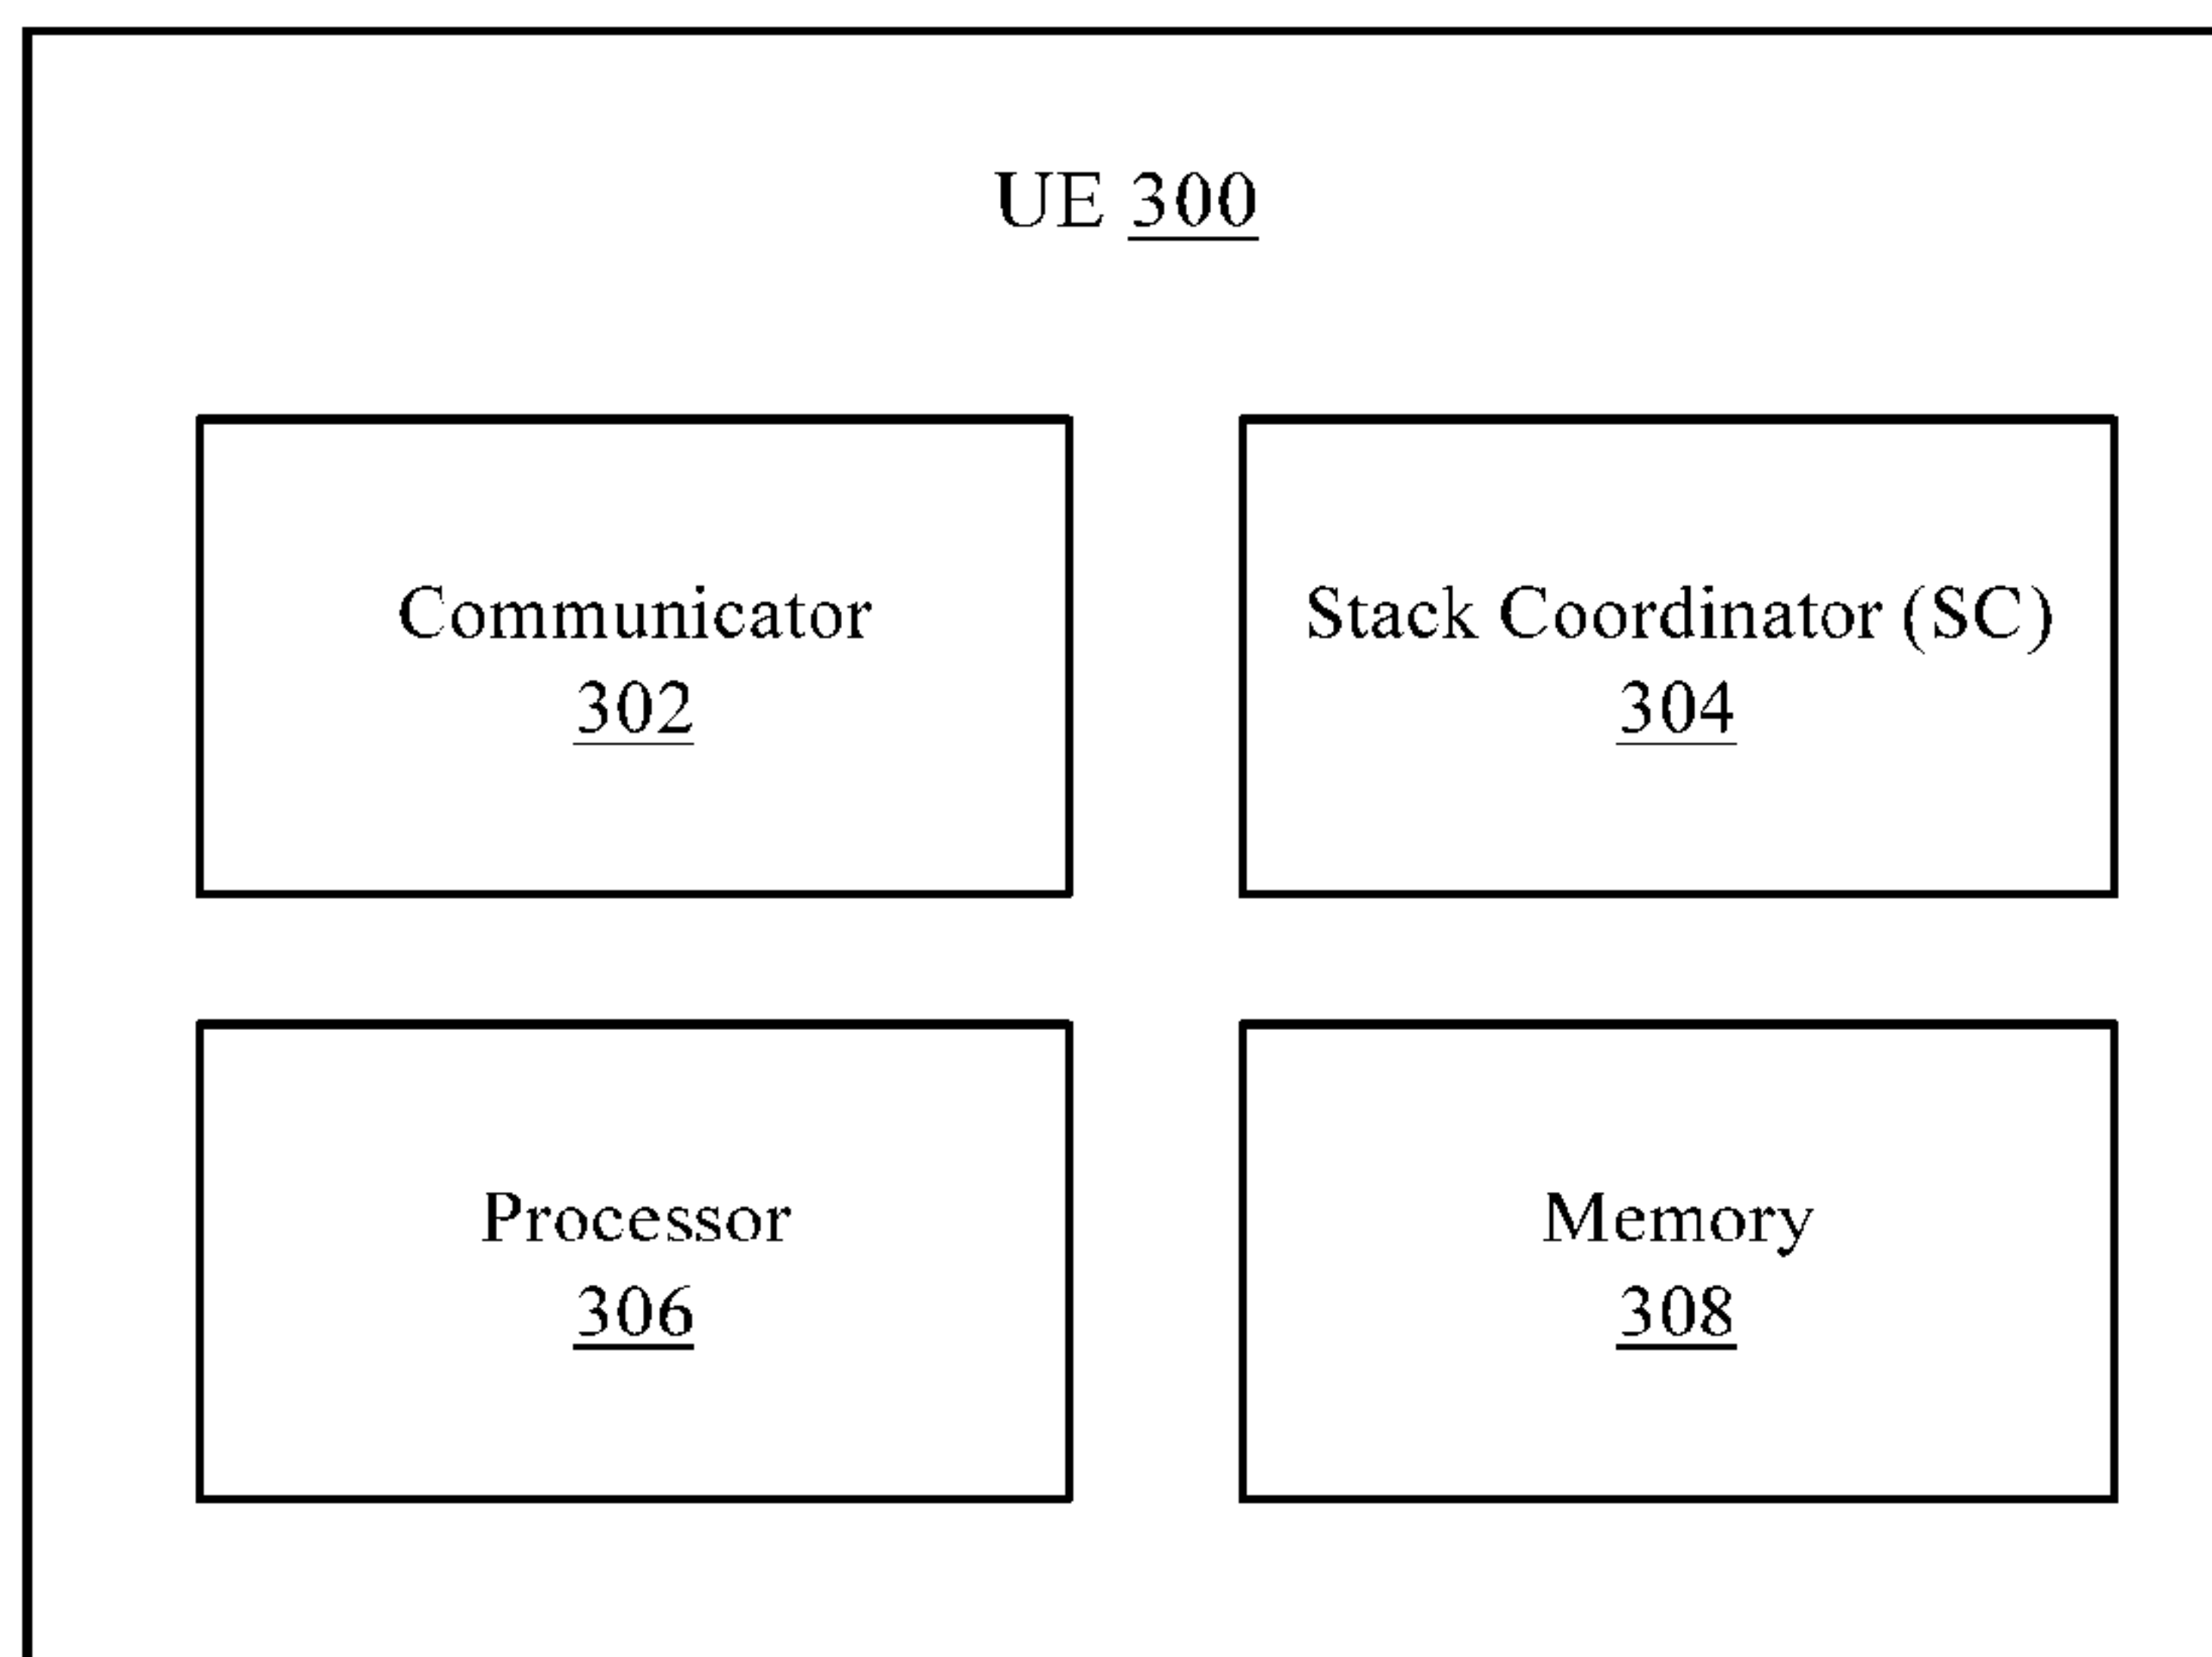 UE 300
Communicator
302
Stack Coordinator (SC)
304
Processor
306
Memory
308